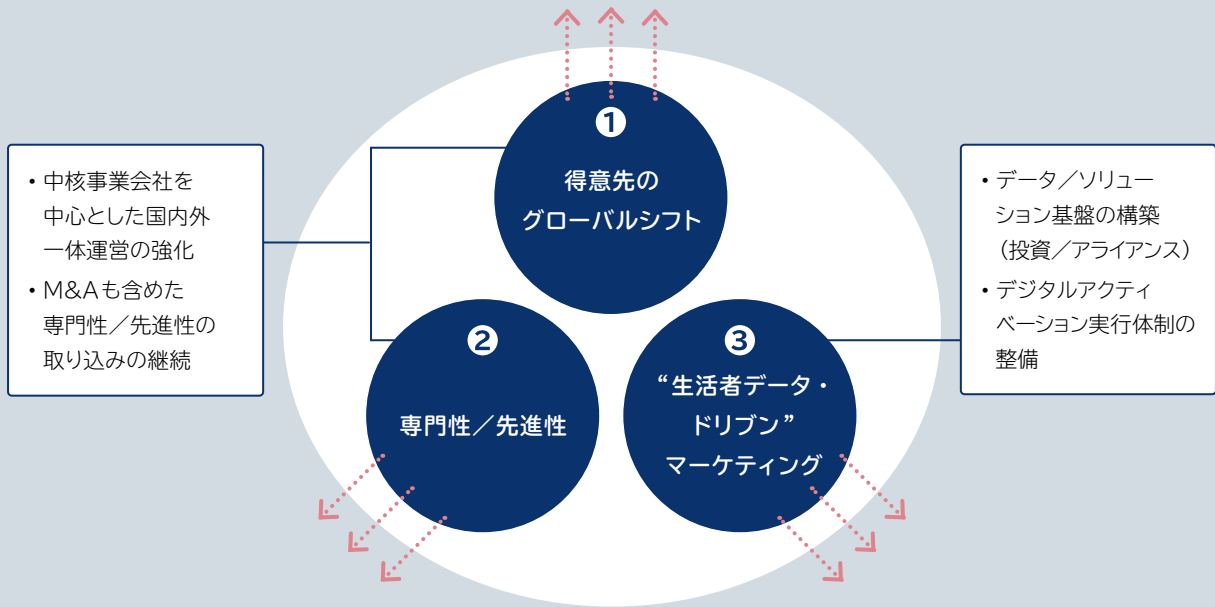 1
得意先の
グローバルシフト
2
専門性／先進性
3
“生活者データ・
ドリブン”
マーケティング
・中核事業会社を
中心とした国内外
一体運営の強化
・M&Aも含めた
専門性／先進性の
取り込みの継続
・データ／ソリュー
ション基盤の構築
（投資／アライアンス）
・デジタルアクティ
ベーション実行体制の
整備